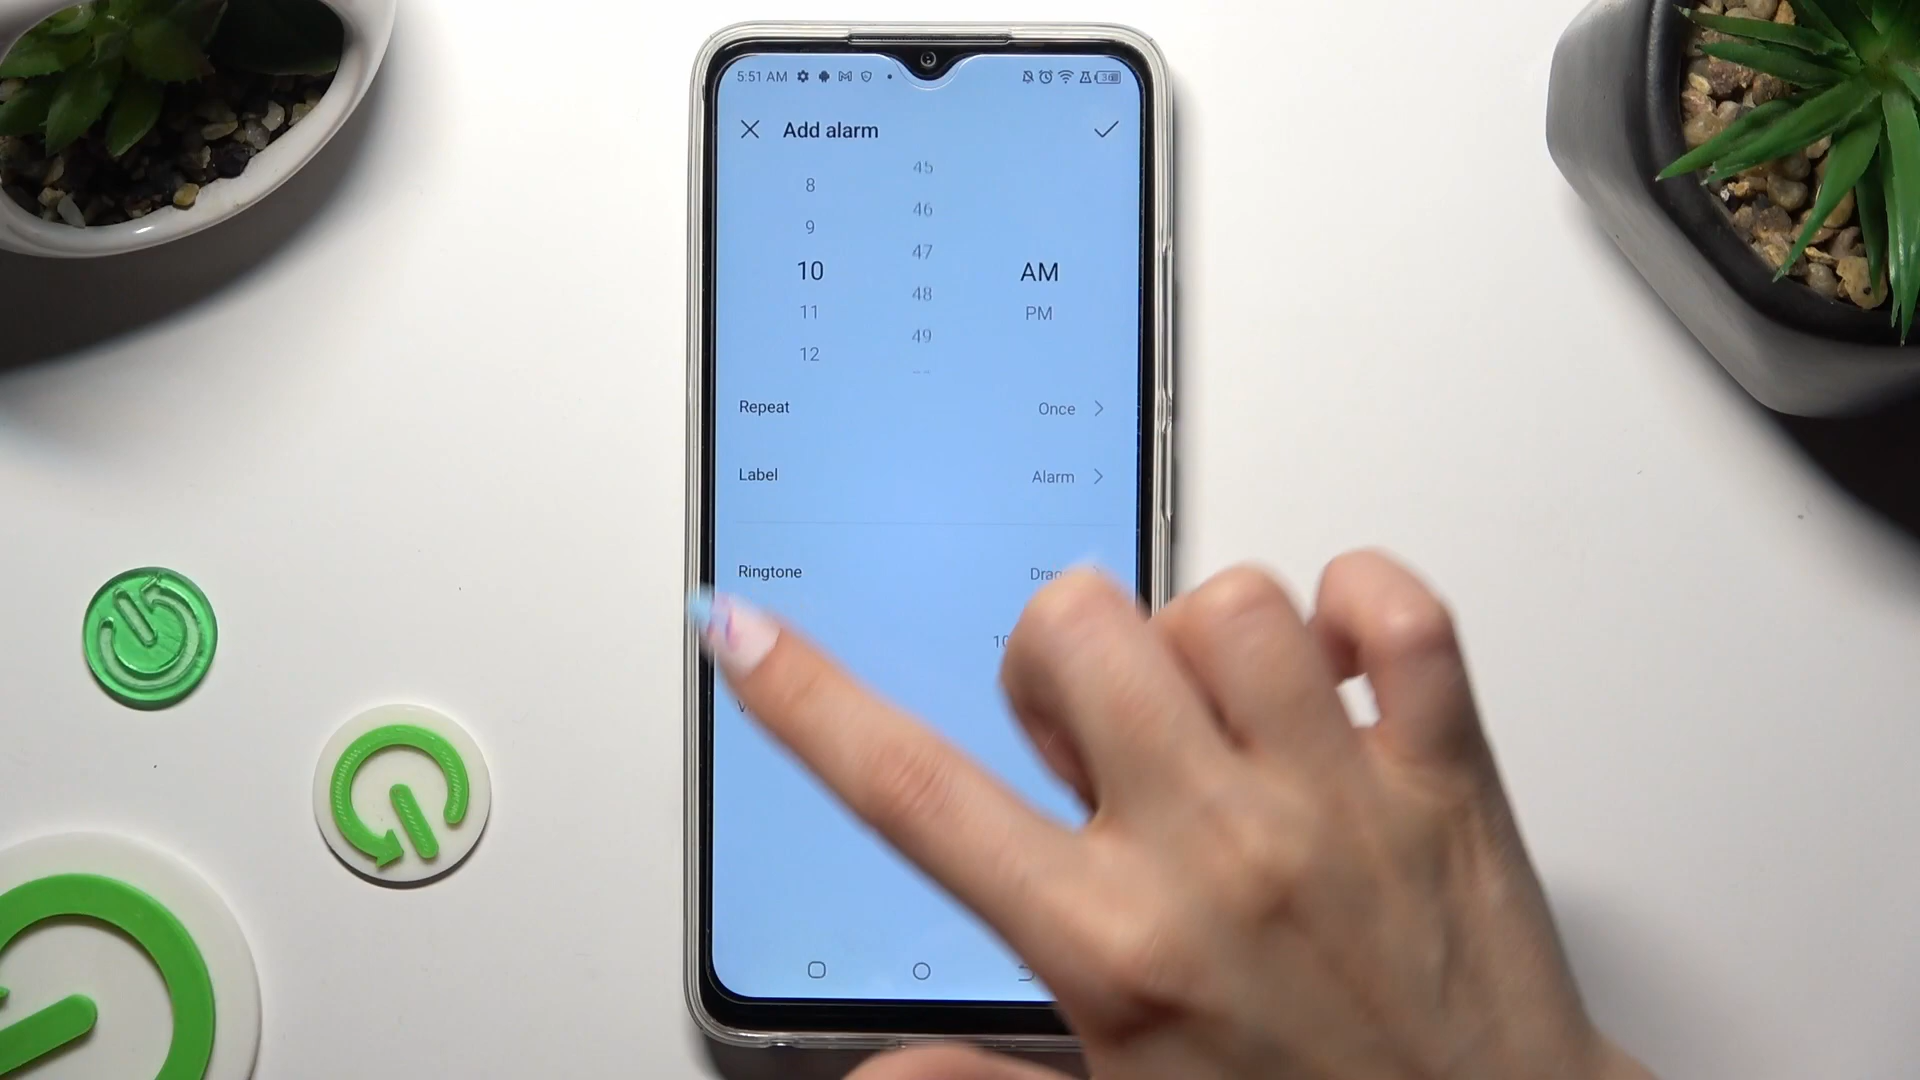 5:51 AM
Add alarm
45
8
46
9
47
10
AM
48
11
PM
49
12
Repeat Once
Label Alarm
Ringtone